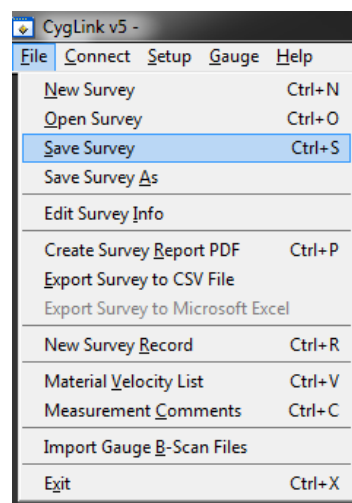 CygLink v5 -
File Connect Setup Gauge Help
New Survey Ctrl+N
Open Survey Ctrl+O
Save Survey Ctrl+S
Save Survey As
Edit Survey Info
Create Survey Report PDF Ctrl+P
Export Survey to CSV File
Export Survey to Microsoft Excel
New Survey Record Ctrl+R
Material Velocity List Ctrl+V
Measurement Comments Ctrl+C
Import Gauge B-Scan Files
Exit Ctrl+X